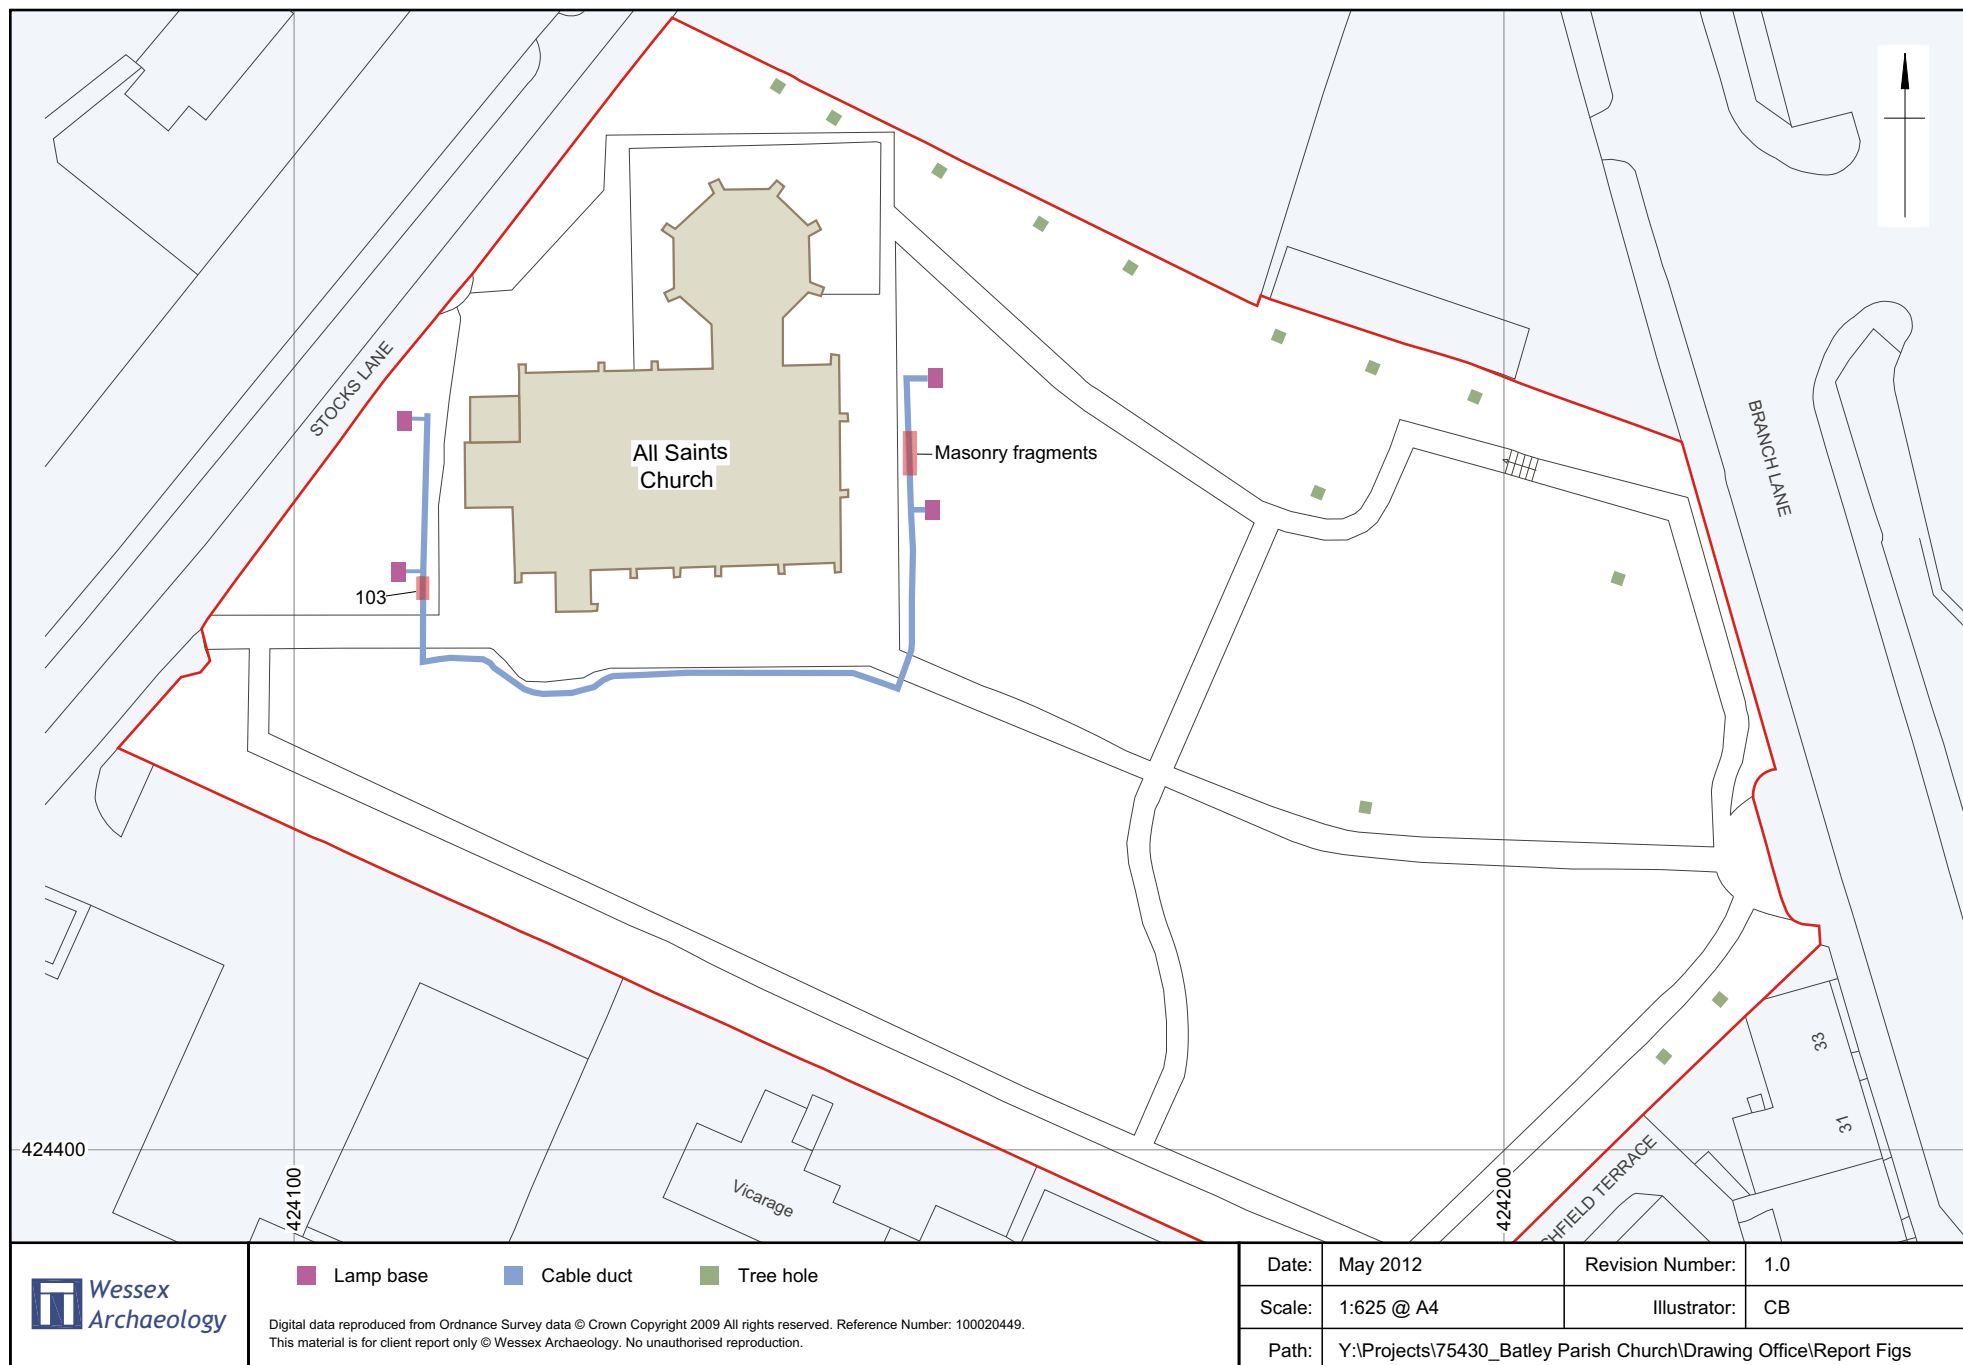 STOCKS LANE
All Saints
Church
Masonry fragments
103
BRANCH LANE
33
31
HFIELD TERRACE
Vicarage
424400
424100
424200
Wessex
Archaeology
Lamp base
Cable duct
Tree hole
Digital data reproduced from Ordnance Survey data © Crown Copyright 2009 All rights reserved. Reference Number: 100020449.
This material is for client report only © Wessex Archaeology. No unauthorised reproduction.
Date: May 2012 Revision Number: 1.0
Scale: 1:625 @ A4 Illustrator: CB
Path: Y:\Projects\75430_Batley Parish Church\Drawing Office\Report Figs